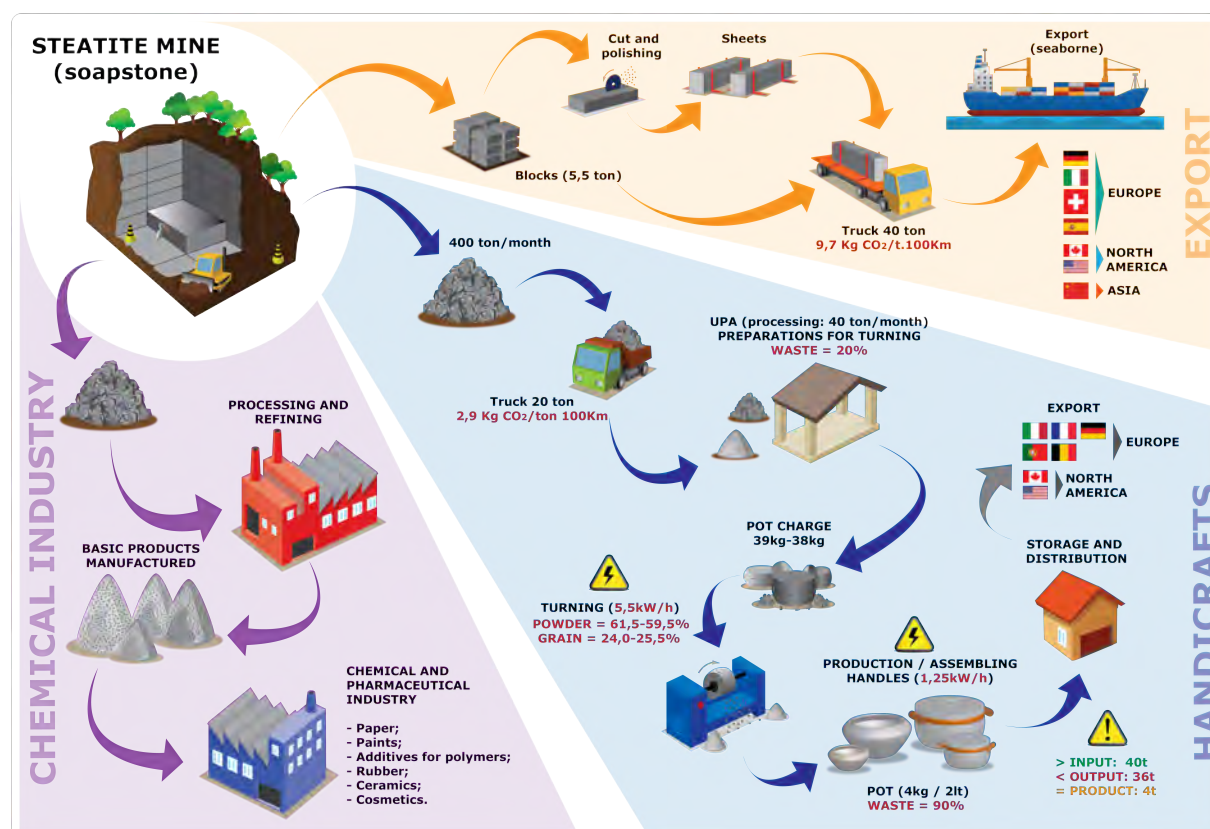 STEATITE MINE
(soapstone)
Cut and
polishing
Sheets
Export
(seaborne)
Blocks (5,5 ton)
Truck 40 ton
9,7 Kg CO2/t.100Km
EUROPE
NORTH
AMERICA
ASIA
EXPORT
400 ton/month
Truck 20 ton
2,9 Kg CO2/ton 100Km
UPA (processing: 40 ton/month)
PREPARATIONS FOR TURNING
WASTE = 20%
POT CHARGE
39kg-38kg
TURNING (5,5kW/h)
POWDER = 61,5-59,5%
GRAIN = 24,0-25,5%
PRODUCTION / ASSEMBLING
HANDLES (1,25kW/h)
POT (4kg / 2lt)
WASTE = 90%
EXPORT
EUROPE
NORTH
AMERICA
STORAGE AND
DISTRIBUTION
> INPUT: 40t
< OUTPUT: 36t
= PRODUCT: 4t
HANDICRAFTS
CHEMICAL INDUSTRY
PROCESSING AND
REFINING
BASIC PRODUCTS
MANUFACTURED
CHEMICAL AND
PHARMACEUTICAL
INDUSTRY
- Paper;
- Paints;
- Additives for polymers;
- Rubber;
- Ceramics;
- Cosmetics.